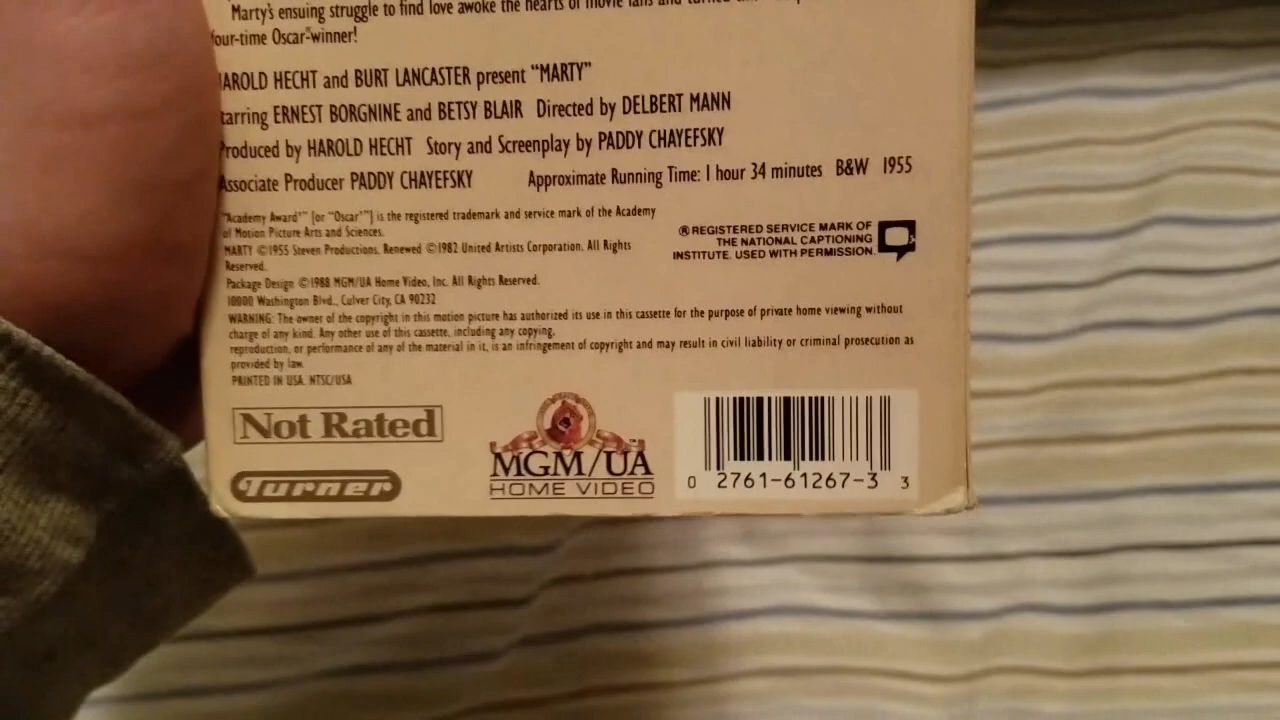 Marty's ensuing struggle to find love awoke the hearts of movie fans and turned
four-time Oscar-winner!
HAROLD HECHT and BURT LANCASTER present "MARTY"
Starring ERNEST BORGNINE and BETSY BLAIR Directed by DELBERT MANN
Produced by HAROLD HECHT Story and Screenplay by PADDY CHAYEFSKY
Associate Producer PADDY CHAYEFSKY Approximate Running Time: 1 hour 34 minutes B&W 1955
"Academy Award®" [or "Oscar®"] is the registered trademark and service mark of the Academy
of Motion Picture Arts and Sciences.
MARTY ©1955 Steven Productions. Renewed ©1982 United Artists Corporation. All Rights
Reserved.
Package Design ©1988 MGM/UA Home Video, Inc. All Rights Reserved.
10000 Washington Blvd., Culver City, CA 90232
® REGISTERED SERVICE MARK OF
THE NATIONAL CAPTIONING
INSTITUTE. USED WITH PERMISSION.
WARNING: The owner of the copyright in this motion picture has authorized its use in this cassette for the purpose of private home viewing without
charge of any kind. Any other use of this cassette, including any copying,
reproduction, or performance of any of the material in it, is an infringement of copyright and may result in civil liability or criminal prosecution as
provided by law.
PRINTED IN USA. NTSC/USA
Not Rated
Turner
MGM/UA
HOME VIDEO
0 2761-61267-3 3